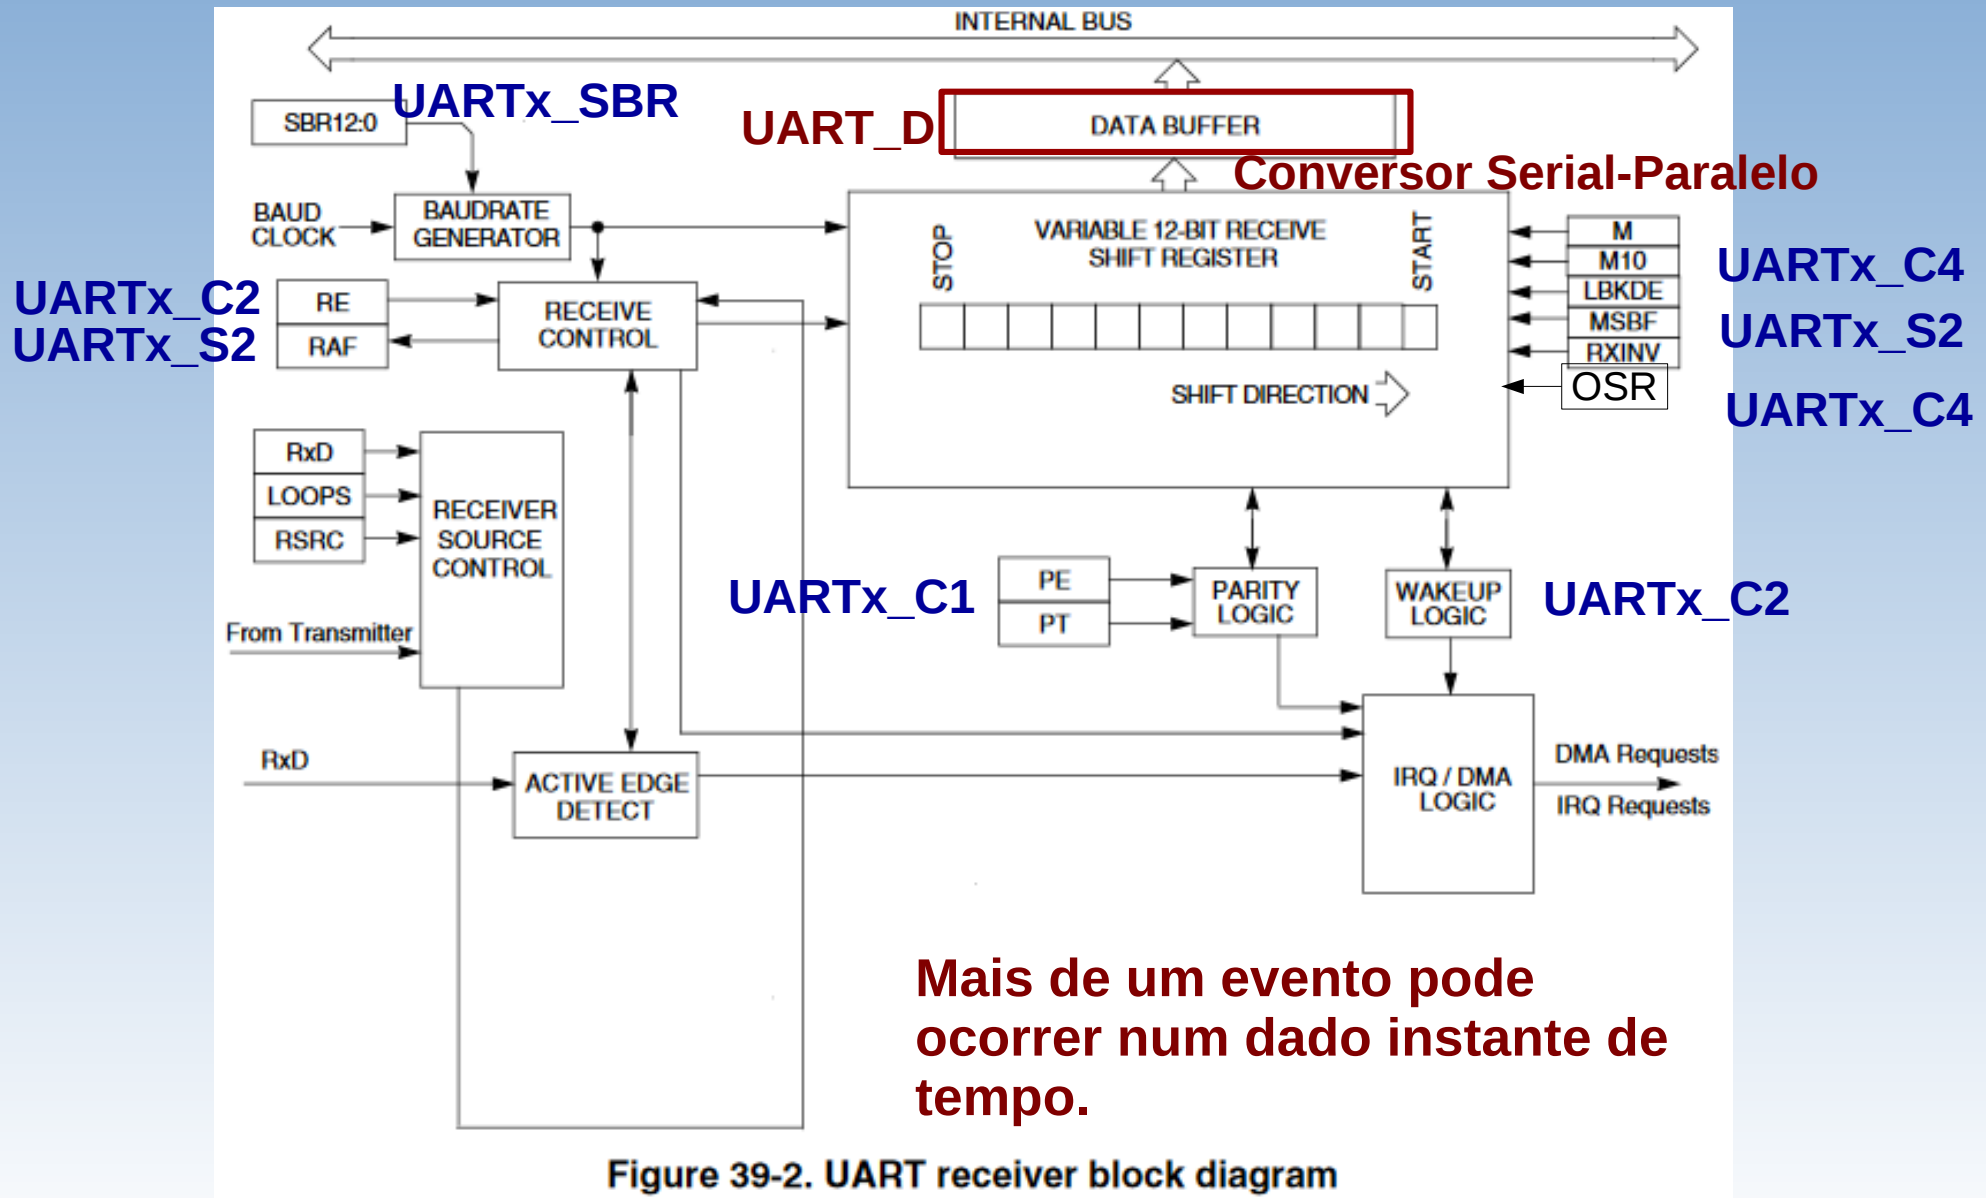 INTERNAL BUS
UARTx_SBR
SBR12:0
UART_D
DATA BUFFER
Conversor Serial-Paralelo
BAUD
CLOCK
BAUDRATE
GENERATOR
STOP
VARIABLE 12-BIT RECEIVE
SHIFT REGISTER
START
M
M10
LBKDE
MSBF
RXINV
OSR
UARTx_C4
UARTx_S2
UARTx_C4
UARTx_C2
UARTx_S2
RE
RAF
RECEIVE
CONTROL
SHIFT DIRECTION
RxD
LOOPS
RSRC
RECEIVER
SOURCE
CONTROL
From Transmitter
UARTx_C1
PE
PT
PARITY
LOGIC
WAKEUP
LOGIC
UARTx_C2
RxD
ACTIVE EDGE
DETECT
IRQ / DMA
LOGIC
DMA Requests
IRQ Requests
Mais de um evento pode
ocorrer num dado instante de
tempo.
Figure 39-2. UART receiver block diagram